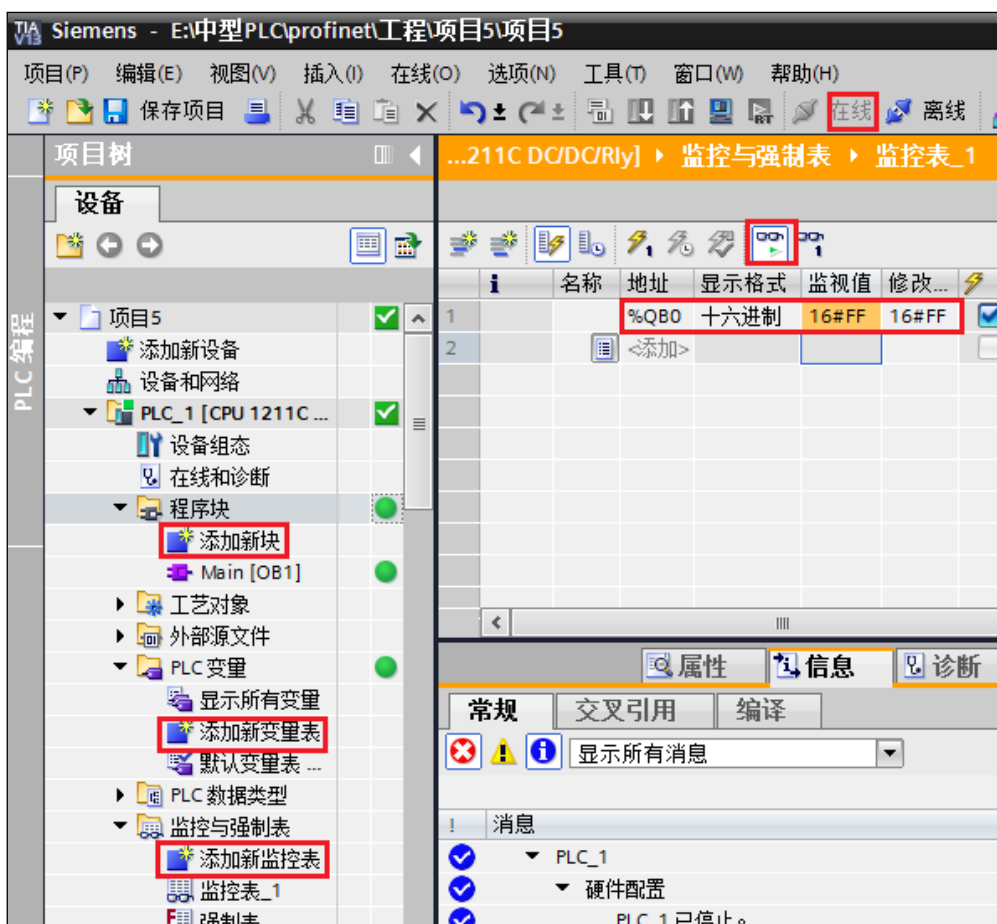 TIA V13 Siemens - E:\中型PLC\profinet\工程\项目5\项目5
项目(P) 编辑(E) 视图(V) 插入(I) 在线(O) 选项(N) 工具(T) 窗口(W) 帮助(H)
保存项目 RT 在线 离线
项目树
...211C DC/DC/Rly] 监控与强制表 监控表_1
设备
i 名称 地址 显示格式 监视值 修改...
1 %QB0 十六进制 16#FF 16#FF
2 <添加>
PLC 编程
项目5
添加新设备
设备和网络
PLC_1 [CPU 1211C ...
设备组态
在线和诊断
程序块
添加新块
Main [OB1]
工艺对象
外部源文件
PLC 变量
显示所有变量
添加新变量表
默认变量表 ...
PLC 数据类型
监控与强制表
添加新监控表
监控表_1
强制表
属性 信息 诊断
常规 交叉引用 编译
显示所有消息
! 消息
PLC_1
硬件配置
PLC_1 已停止。